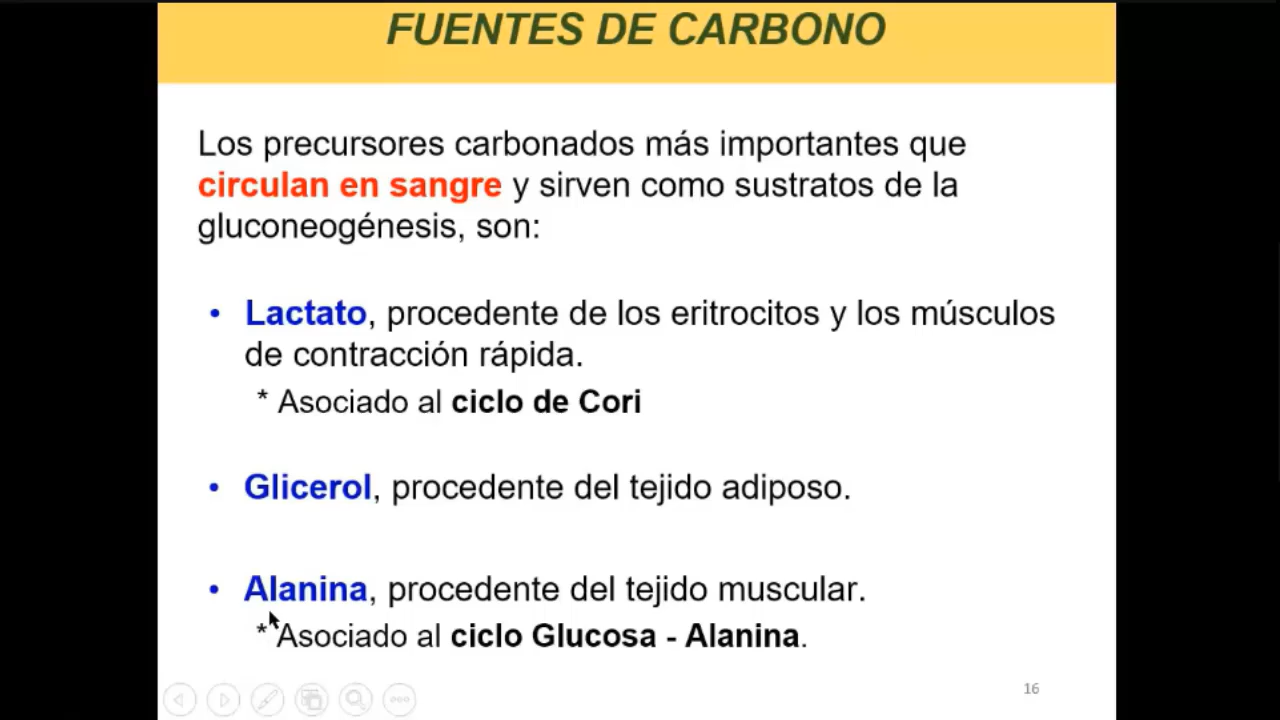 FUENTES DE CARBONO
Los precursores carbonados más importantes que
circulan en sangre y sirven como sustratos de la
gluconeogénesis, son:
• Lactato, procedente de los eritrocitos y los músculos
de contracción rápida.
* Asociado al ciclo de Cori
• Glicerol, procedente del tejido adiposo.
• Alanina, procedente del tejido muscular.
* Asociado al ciclo Glucosa - Alanina.
16